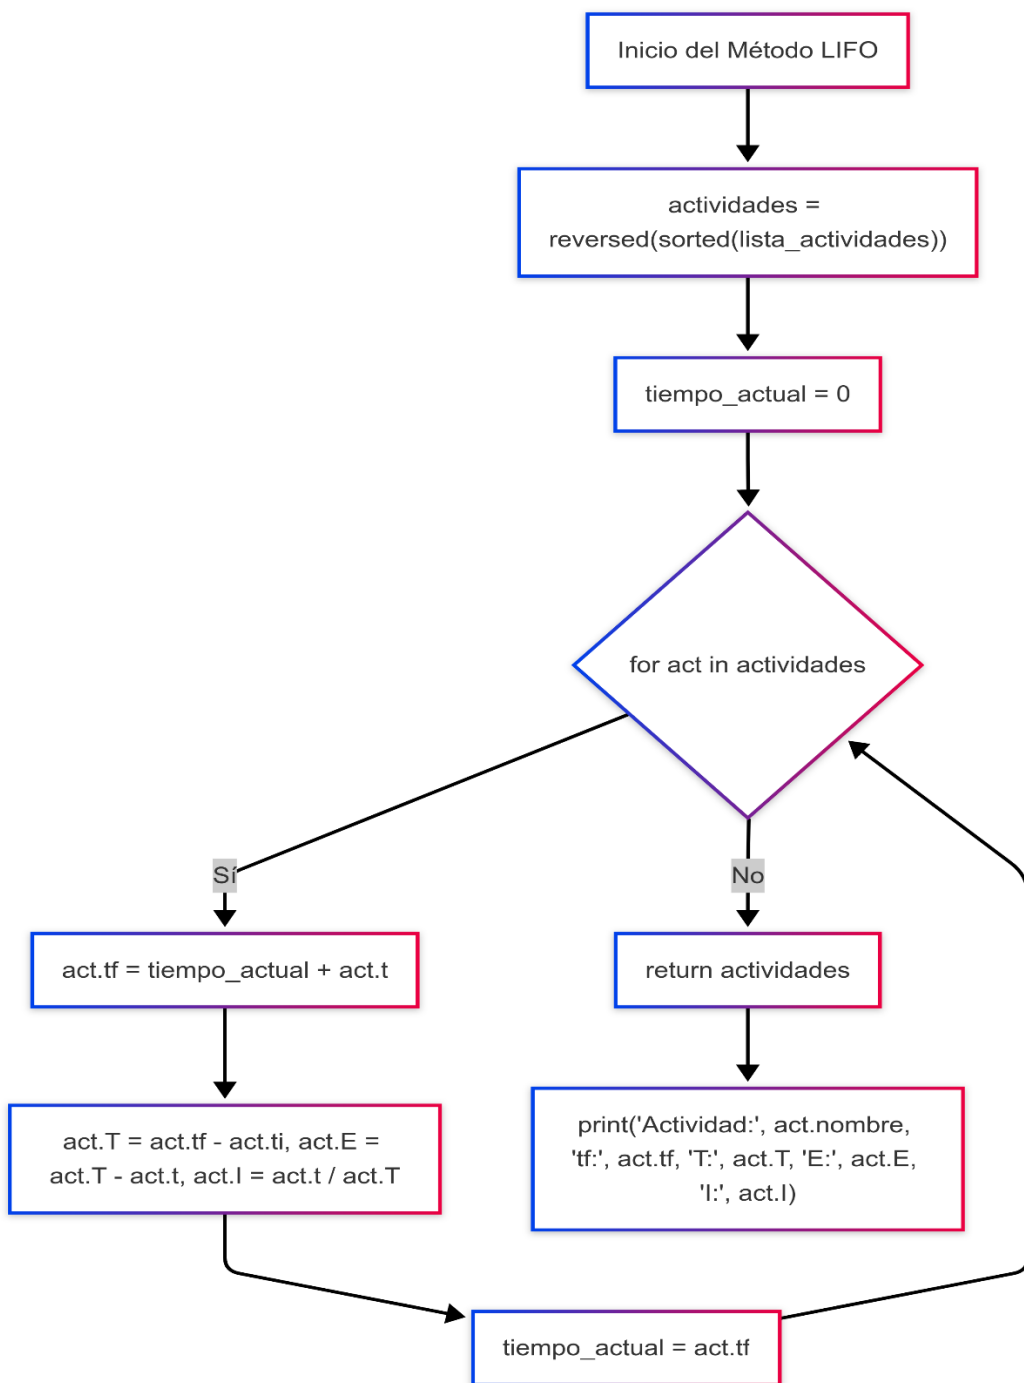 Inicio del Método LIFO
actividades =
reversed(sorted(lista_actividades))
tiempo_actual = 0
for act in actividades
Sí
No
act.tf = tiempo_actual + act.t
return actividades
act.T = act.tf - act.ti, act.E =
act.T - act.t, act.I = act.t / act.T
print('Actividad:', act.nombre,
'tf:', act.tf, 'T:', act.T, 'E:', act.E,
'I:', act.I)
tiempo_actual = act.tf